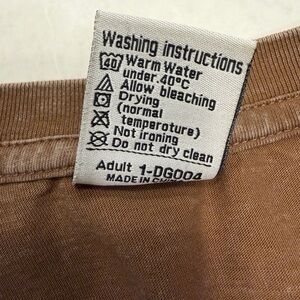 Washing instructions
40 Warm Water
under.40°C
Allow bleaching
Drying
(normal
temperature)
Not ironing
Do not dry clean
Adult 1-DG004
MADE IN